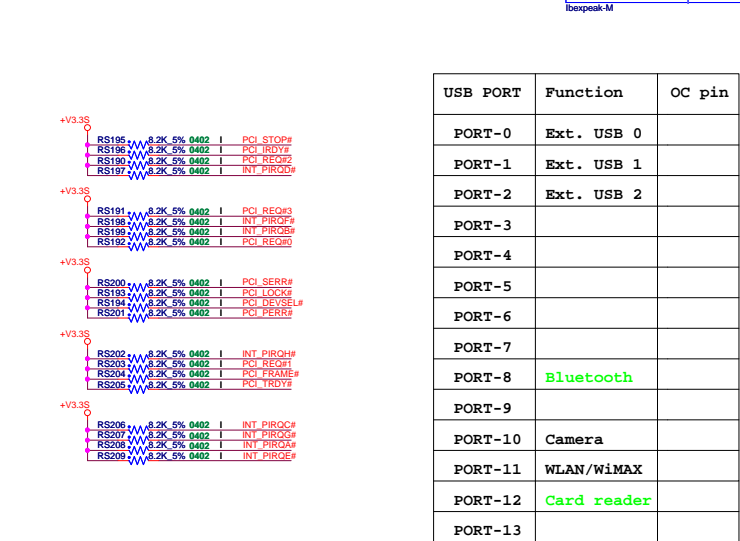 Ibexpeak-M
+V3.3S
RS195 8.2K_5% 0402 I PCI_STOP#
RS196 8.2K_5% 0402 I PCI_IRDY#
RS190 8.2K_5% 0402 I PCI_REQ#2
RS197 8.2K_5% 0402 I INT_PIRQD#
+V3.3S
RS191 8.2K_5% 0402 I PCI_REQ#3
RS198 8.2K_5% 0402 I INT_PIRQF#
RS199 8.2K_5% 0402 I INT_PIRQB#
RS192 8.2K_5% 0402 I PCI_REQ#0
+V3.3S
RS200 8.2K_5% 0402 I PCI_SERR#
RS193 8.2K_5% 0402 I PCI_LOCK#
RS194 8.2K_5% 0402 I PCI_DEVSEL#
RS201 8.2K_5% 0402 I PCI_PERR#
+V3.3S
RS202 8.2K_5% 0402 I INT_PIRQH#
RS203 8.2K_5% 0402 I PCI_REQ#1
RS204 8.2K_5% 0402 I PCI_FRAME#
RS205 8.2K_5% 0402 I PCI_TRDY#
+V3.3S
RS206 8.2K_5% 0402 I INT_PIRQC#
RS207 8.2K_5% 0402 I INT_PIRQG#
RS208 8.2K_5% 0402 I INT_PIRQA#
RS209 8.2K_5% 0402 I INT_PIRQE#
USB PORT Function OC pin
PORT-0 Ext. USB 0
PORT-1 Ext. USB 1
PORT-2 Ext. USB 2
PORT-3
PORT-4
PORT-5
PORT-6
PORT-7
PORT-8 Bluetooth
PORT-9
PORT-10 Camera
PORT-11 WLAN/WiMAX
PORT-12 Card reader
PORT-13